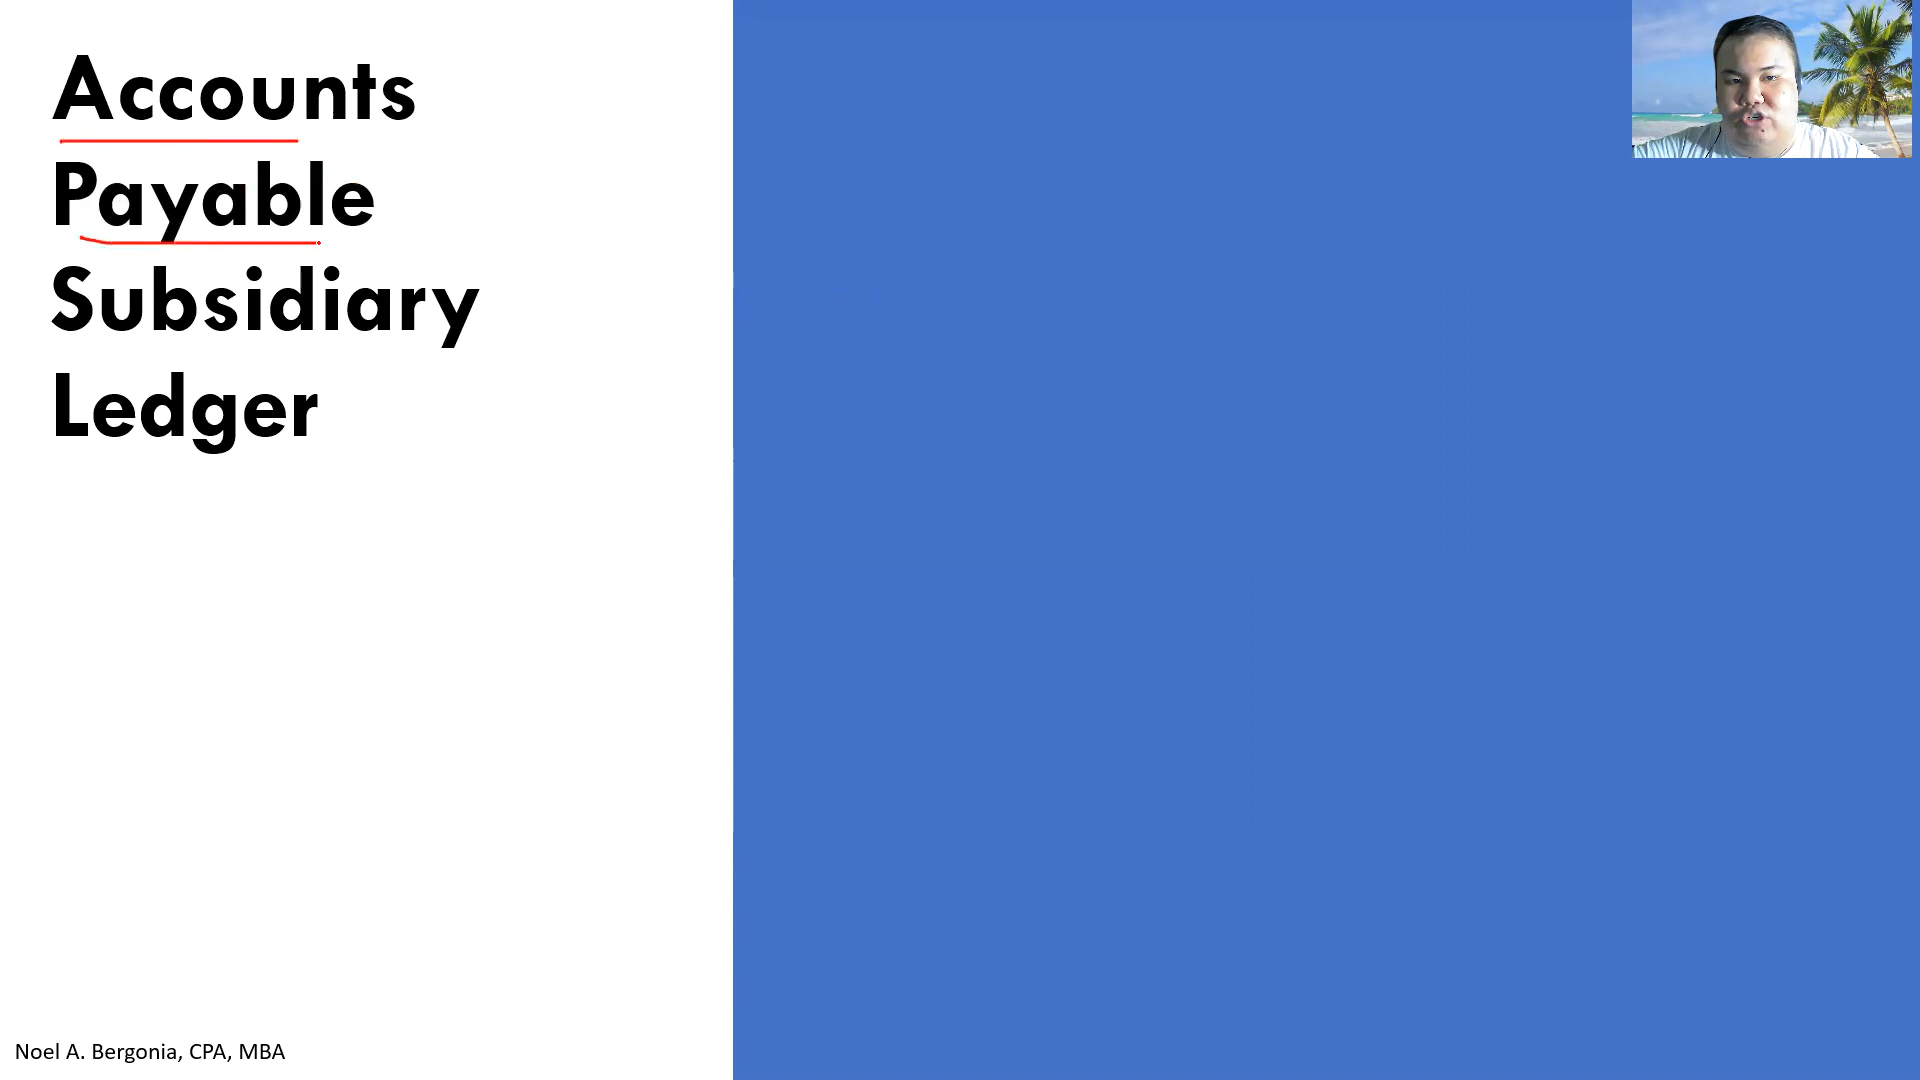 Accounts
Payable
Subsidiary
Ledger
Noel A. Bergonia, CPA, MBA